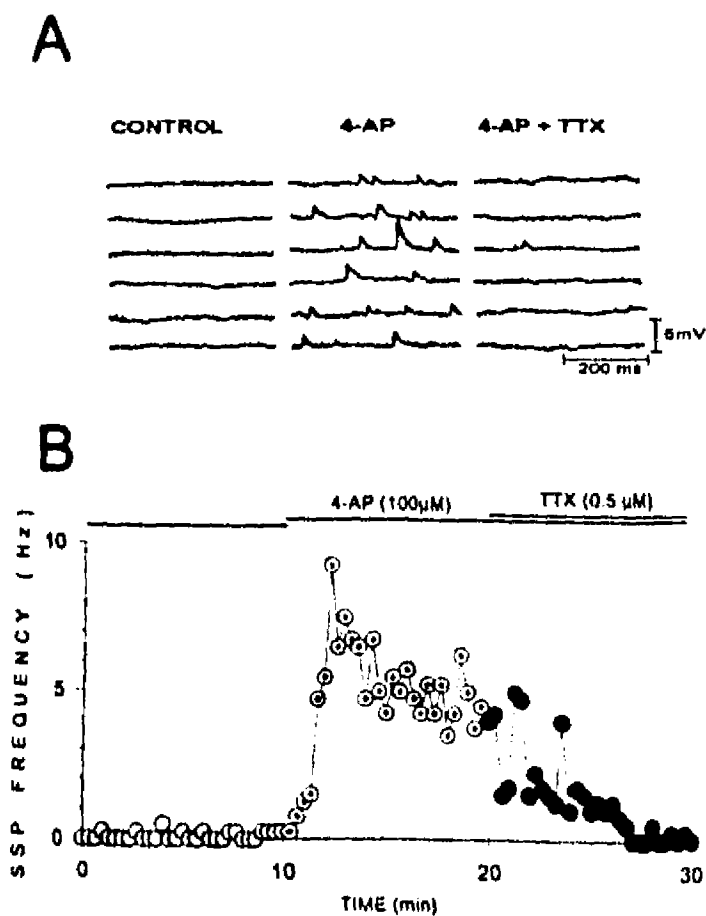 A
CONTROL 4-AP 4-AP + TTX
5mV
200 ms
B
4-AP (100µM) TTX (0.5 µM)
SSP FREQUENCY (Hz)
10
5
0
0 10 20 30
TIME (min)